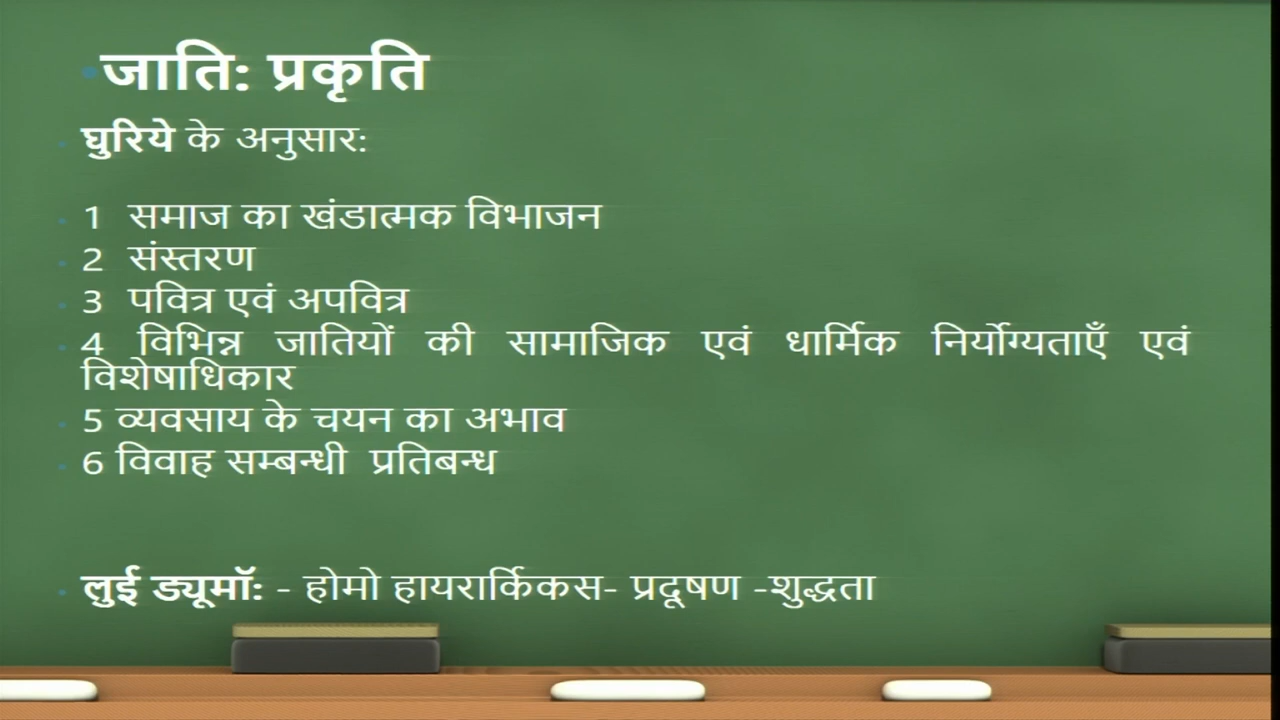 जाति: प्रकृति
घुरिये के अनुसार:
1 समाज का खंडात्मक विभाजन
2 संस्तरण
3 पवित्र एवं अपवित्र
4 विभिन्न जातियों की सामाजिक एवं धार्मिक निर्योग्यताएँ एवं
विशेषाधिकार
5 व्यवसाय के चयन का अभाव
6 विवाह सम्बन्धी प्रतिबन्ध
लुई ड्यूमॉ: - होमो हायरार्किकस- प्रदूषण -शुद्धता